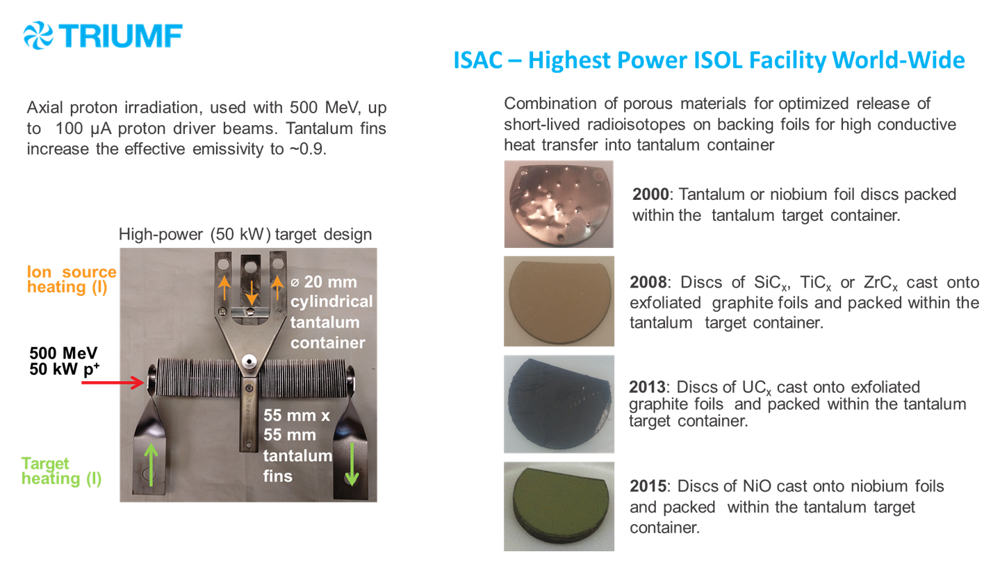 TRIUMF
ISAC – Highest Power ISOL Facility World-Wide
Axial proton irradiation, used with 500 MeV, up
to 100 µA proton driver beams. Tantalum fins
increase the effective emissivity to ~0.9.
High-power (50 kW) target design
Ion source
heating (I)
⌀ 20 mm
cylindrical
tantalum
container
500 MeV
50 kW p⁺
55 mm x
55 mm
tantalum
fins
Target
heating (I)
Combination of porous materials for optimized release of
short-lived radioisotopes on backing foils for high conductive
heat transfer into tantalum container
2000: Tantalum or niobium foil discs packed
within the tantalum target container.
2008: Discs of SiCₓ, TiCₓ or ZrCₓ cast onto
exfoliated graphite foils and packed within the
tantalum target container.
2013: Discs of UCₓ cast onto exfoliated
graphite foils and packed within the tantalum
target container.
2015: Discs of NiO cast onto niobium foils
and packed within the tantalum target
container.